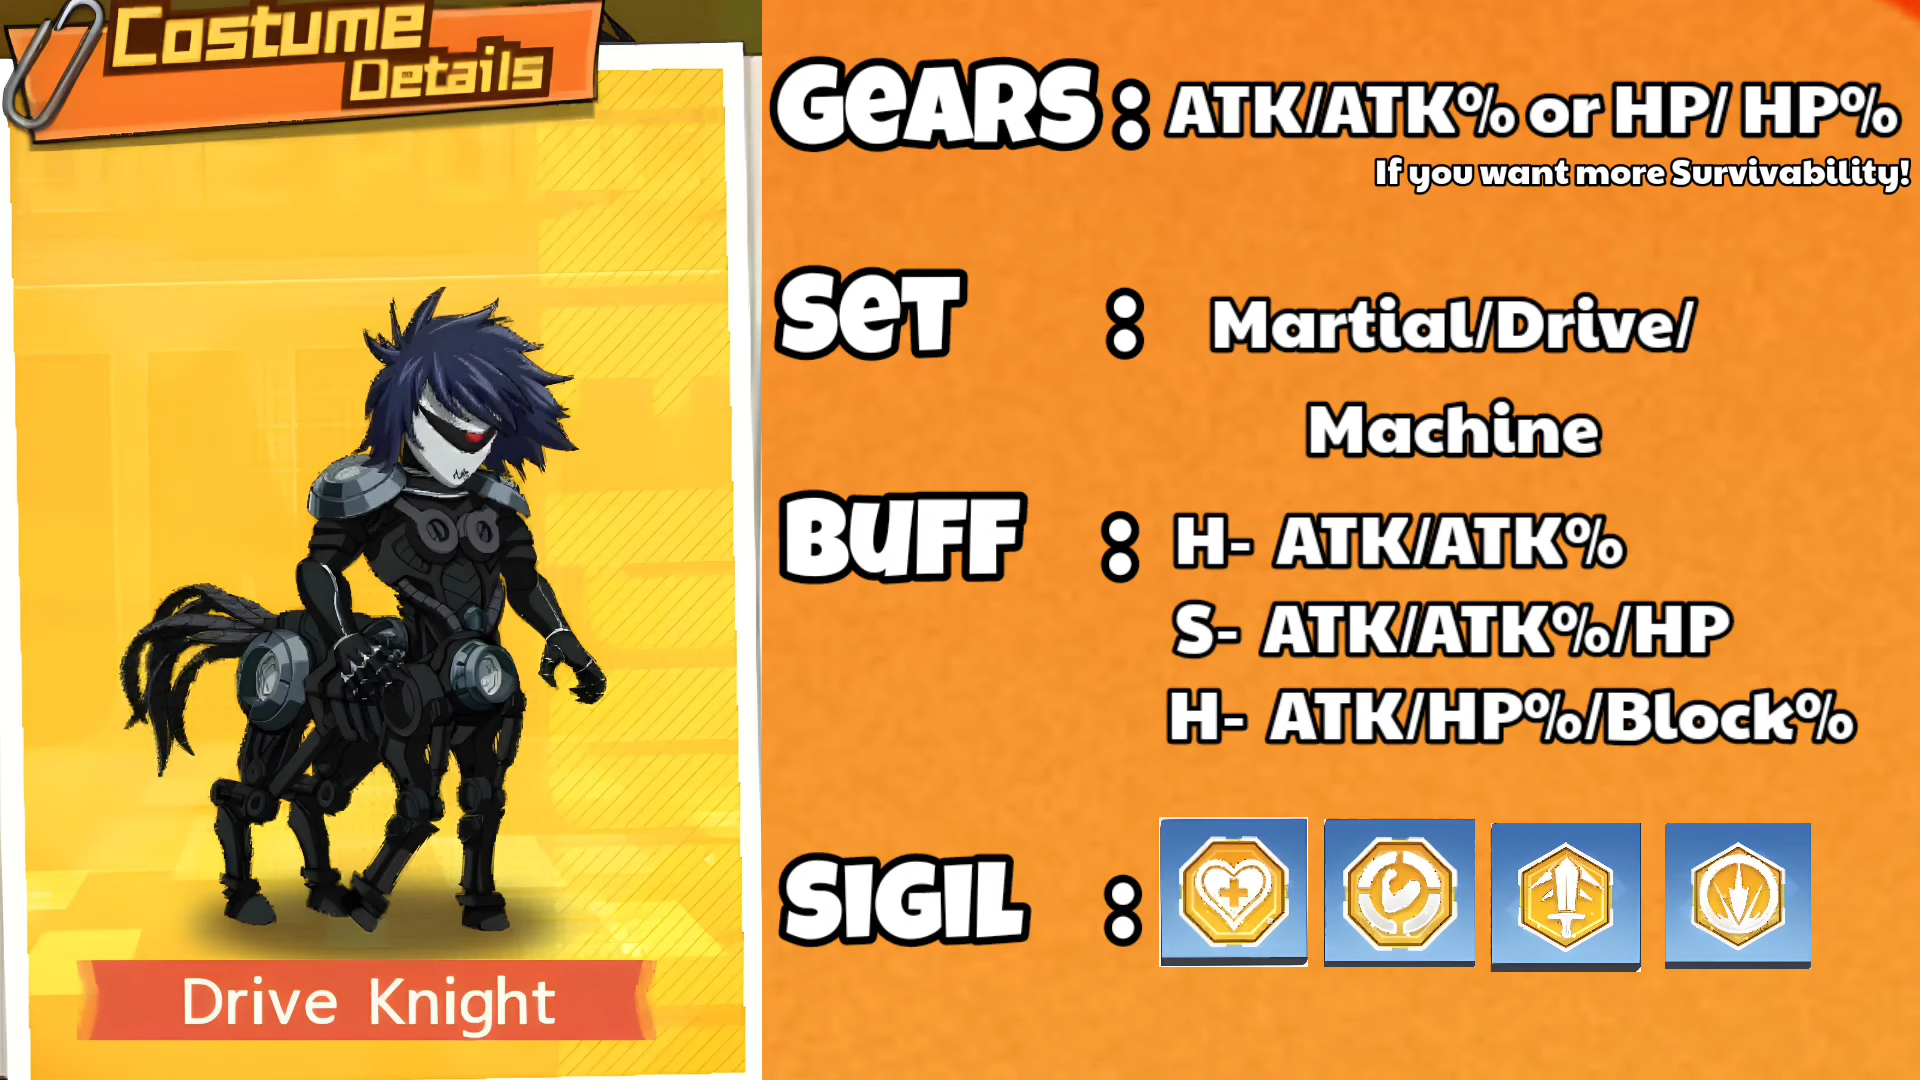 Costume
Details
Drive Knight
GEARS : ATK/ATK% or HP/ HP%
If you want more Survivability!
SET : Martial/Drive/
Machine
BUFF : H- ATK/ATK%
S- ATK/ATK%/HP
H- ATK/HP%/Block%
SIGIL :